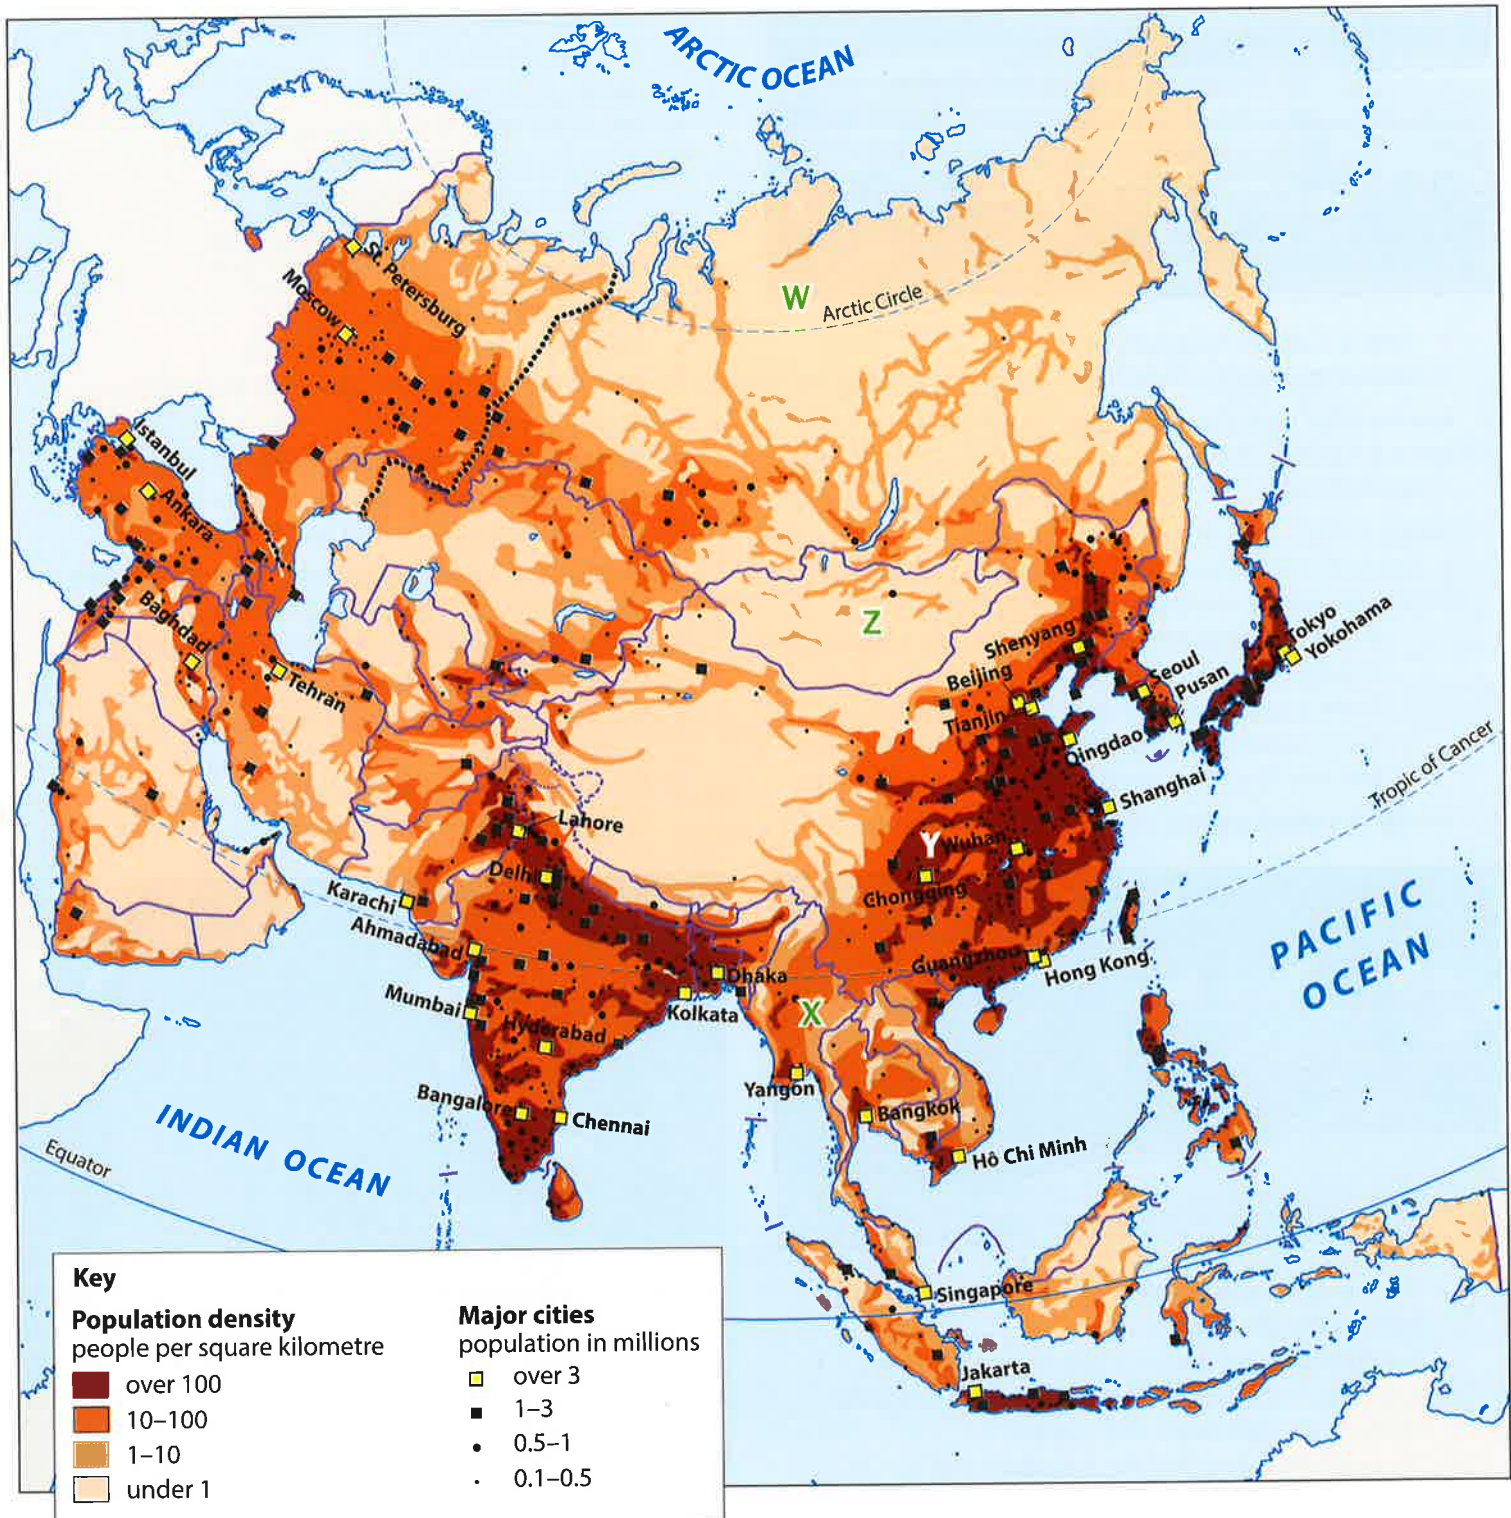 ARCTIC OCEAN
W
Arctic Circle
St. Petersburg
Moscow
Istanbul
Ankara
Baghdad
Tehran
Z
Shenyang
Beijing
Tianjin
Seoul
Pusan
Tokyo
Yokohama
Qingdao
Shanghai
Tropic of Cancer
Lahore
Delhi
Y
Wuhan
Chongqing
Karachi
Ahmadabad
Mumbai
Hyderabad
Dhaka
Kolkata
Guangzhou
Hong Kong
PACIFIC
OCEAN
X
Yangon
Bangalore
Chennai
Bangkok
Hô Chi Minh
INDIAN OCEAN
Equator
Singapore
Jakarta
Key
Population density
people per square kilometre
over 100
10–100
1–10
under 1
Major cities
population in millions
over 3
1–3
0.5–1
0.1–0.5